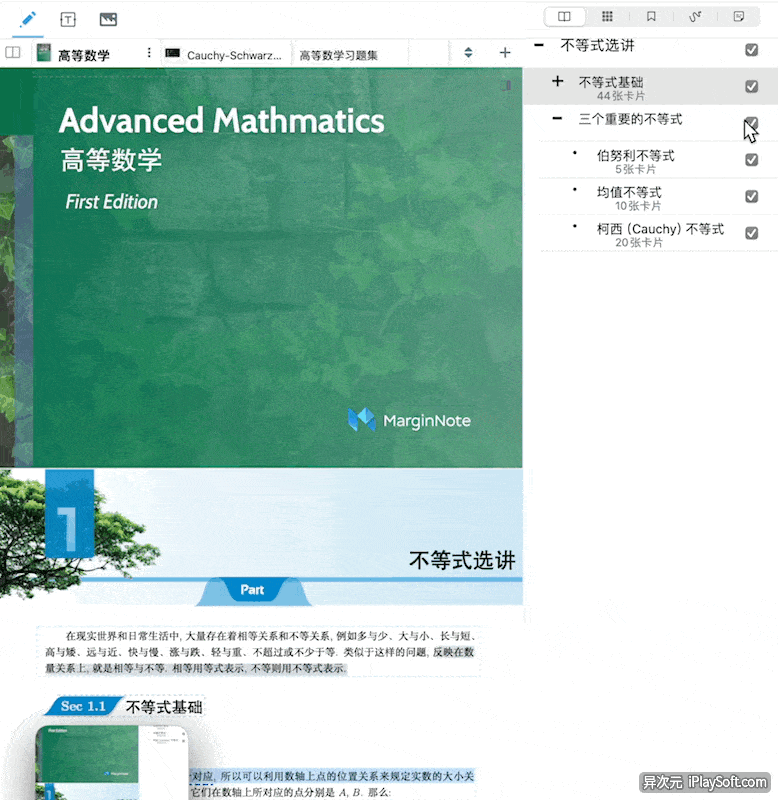 高等数学
Cauchy-Schwarz...
高等数学习题集
Advanced Mathmatics
高等数学
First Edition
MarginNote
1
不等式选讲
Part
在现实世界和日常生活中, 大量存在着相等关系和不等关系, 例如多与少、大与小、长与短、
高与矮、远与近、快与慢、涨与跌、轻与重、不超过或不少于等. 类似于这样的问题, 反映在数
量关系上, 就是相等与不等. 相等用等式表示, 不等则用不等式表示.
Sec 1.1 不等式基础
对应, 所以可以利用数轴上点的位置关系来规定实数的大小关
它们在数轴上所对应的点分别是 A, B. 那么:
不等式选讲
不等式基础
44张卡片
三个重要的不等式
伯努利不等式
5张卡片
均值不等式
10张卡片
柯西 (Cauchy) 不等式
20张卡片
异次元 iPlaySoft.com